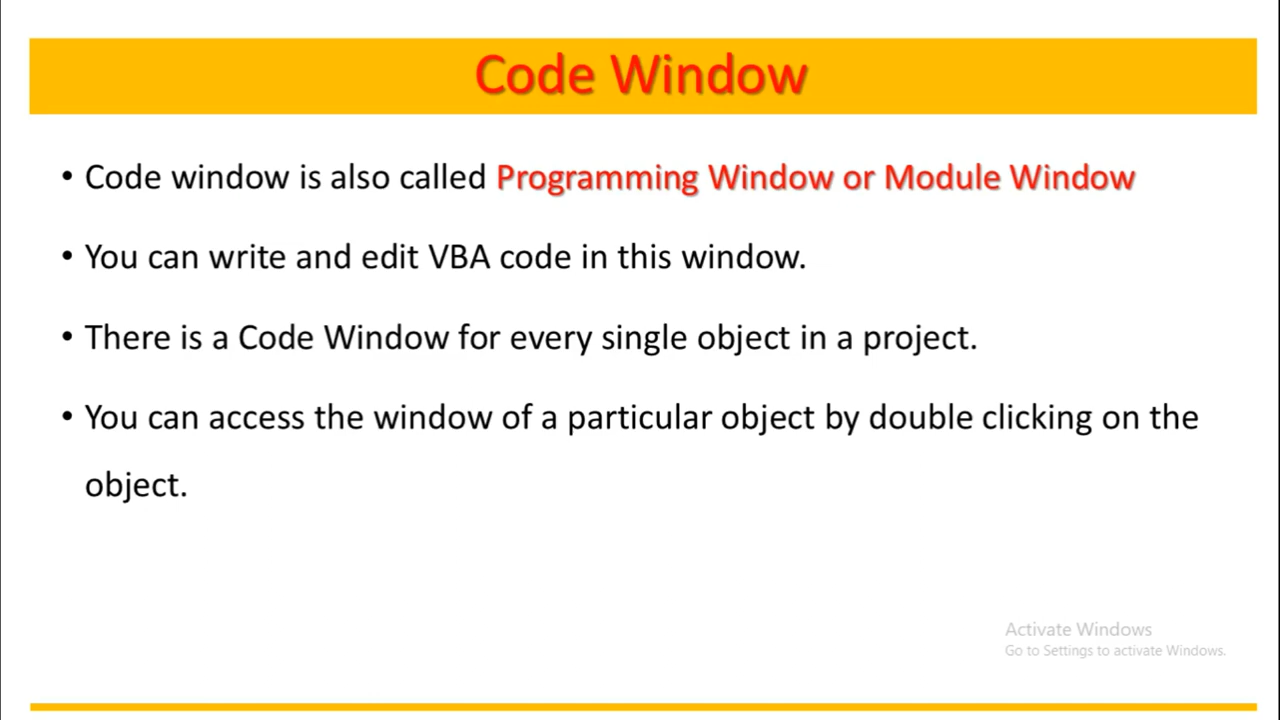 Code Window
• Code window is also called Programming Window or Module Window
• You can write and edit VBA code in this window.
• There is a Code Window for every single object in a project.
• You can access the window of a particular object by double clicking on the
object.
Activate Windows
Go to Settings to activate Windows.